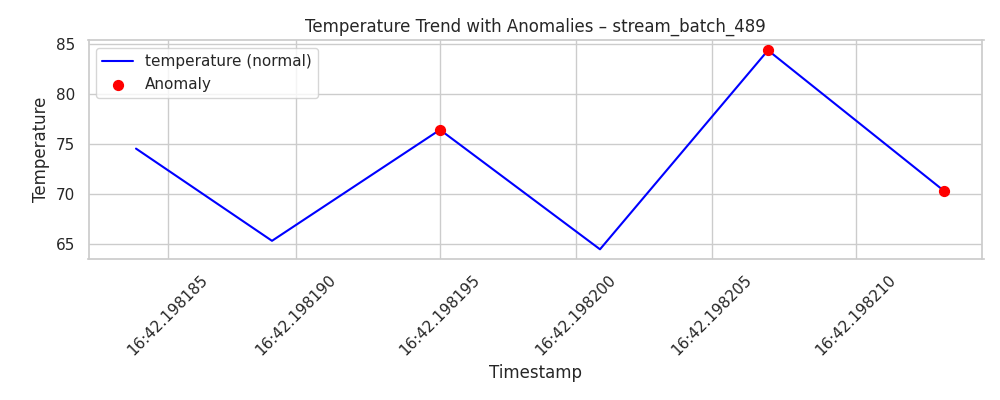 Temperature Trend with Anomalies – stream_batch_489
temperature (normal)
Anomaly
Temperature
85
80
75
70
65
16:42.198185
16:42.198190
16:42.198195
16:42.198200
16:42.198205
16:42.198210
Timestamp